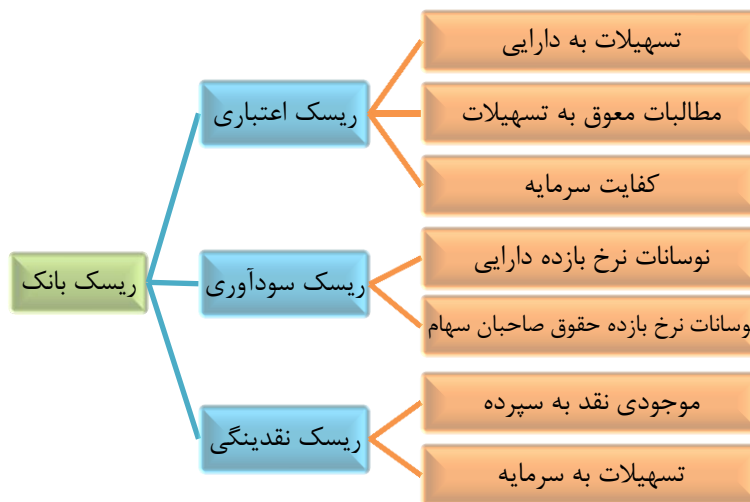 ریسک بانک
ریسک اعتباری
تسهیلات به دارایی
مطالبات معوق به تسهیلات
کفایت سرمایه
ریسک سودآوری
نوسانات نرخ بازده دارایی
نوسانات نرخ بازده حقوق صاحبان سهام
ریسک نقدینگی
موجودی نقد به سپرده
تسهیلات به سرمایه